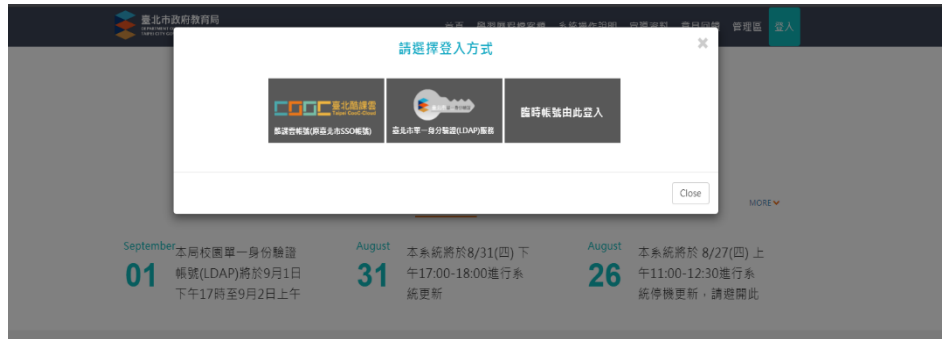 臺北市政府教育局
管理區
登入
請選擇登入方式
×
臺北酷課雲
Taipei CooC-Cloud
酷課雲帳號(原臺北市SSO帳號)
臺北市單一身分驗證(LDAP)服務
臨時帳號由此登入
Close
MORE
September
01
本局校園單一身份驗證
帳號(LDAP)將於9月1日
下午17時至9月2日上午
August
31
本系統將於8/31(四) 下
午17:00-18:00進行系
統更新
August
26
本系統將於 8/27(四) 上
午11:00-12:30進行系
統停機更新，請避開此